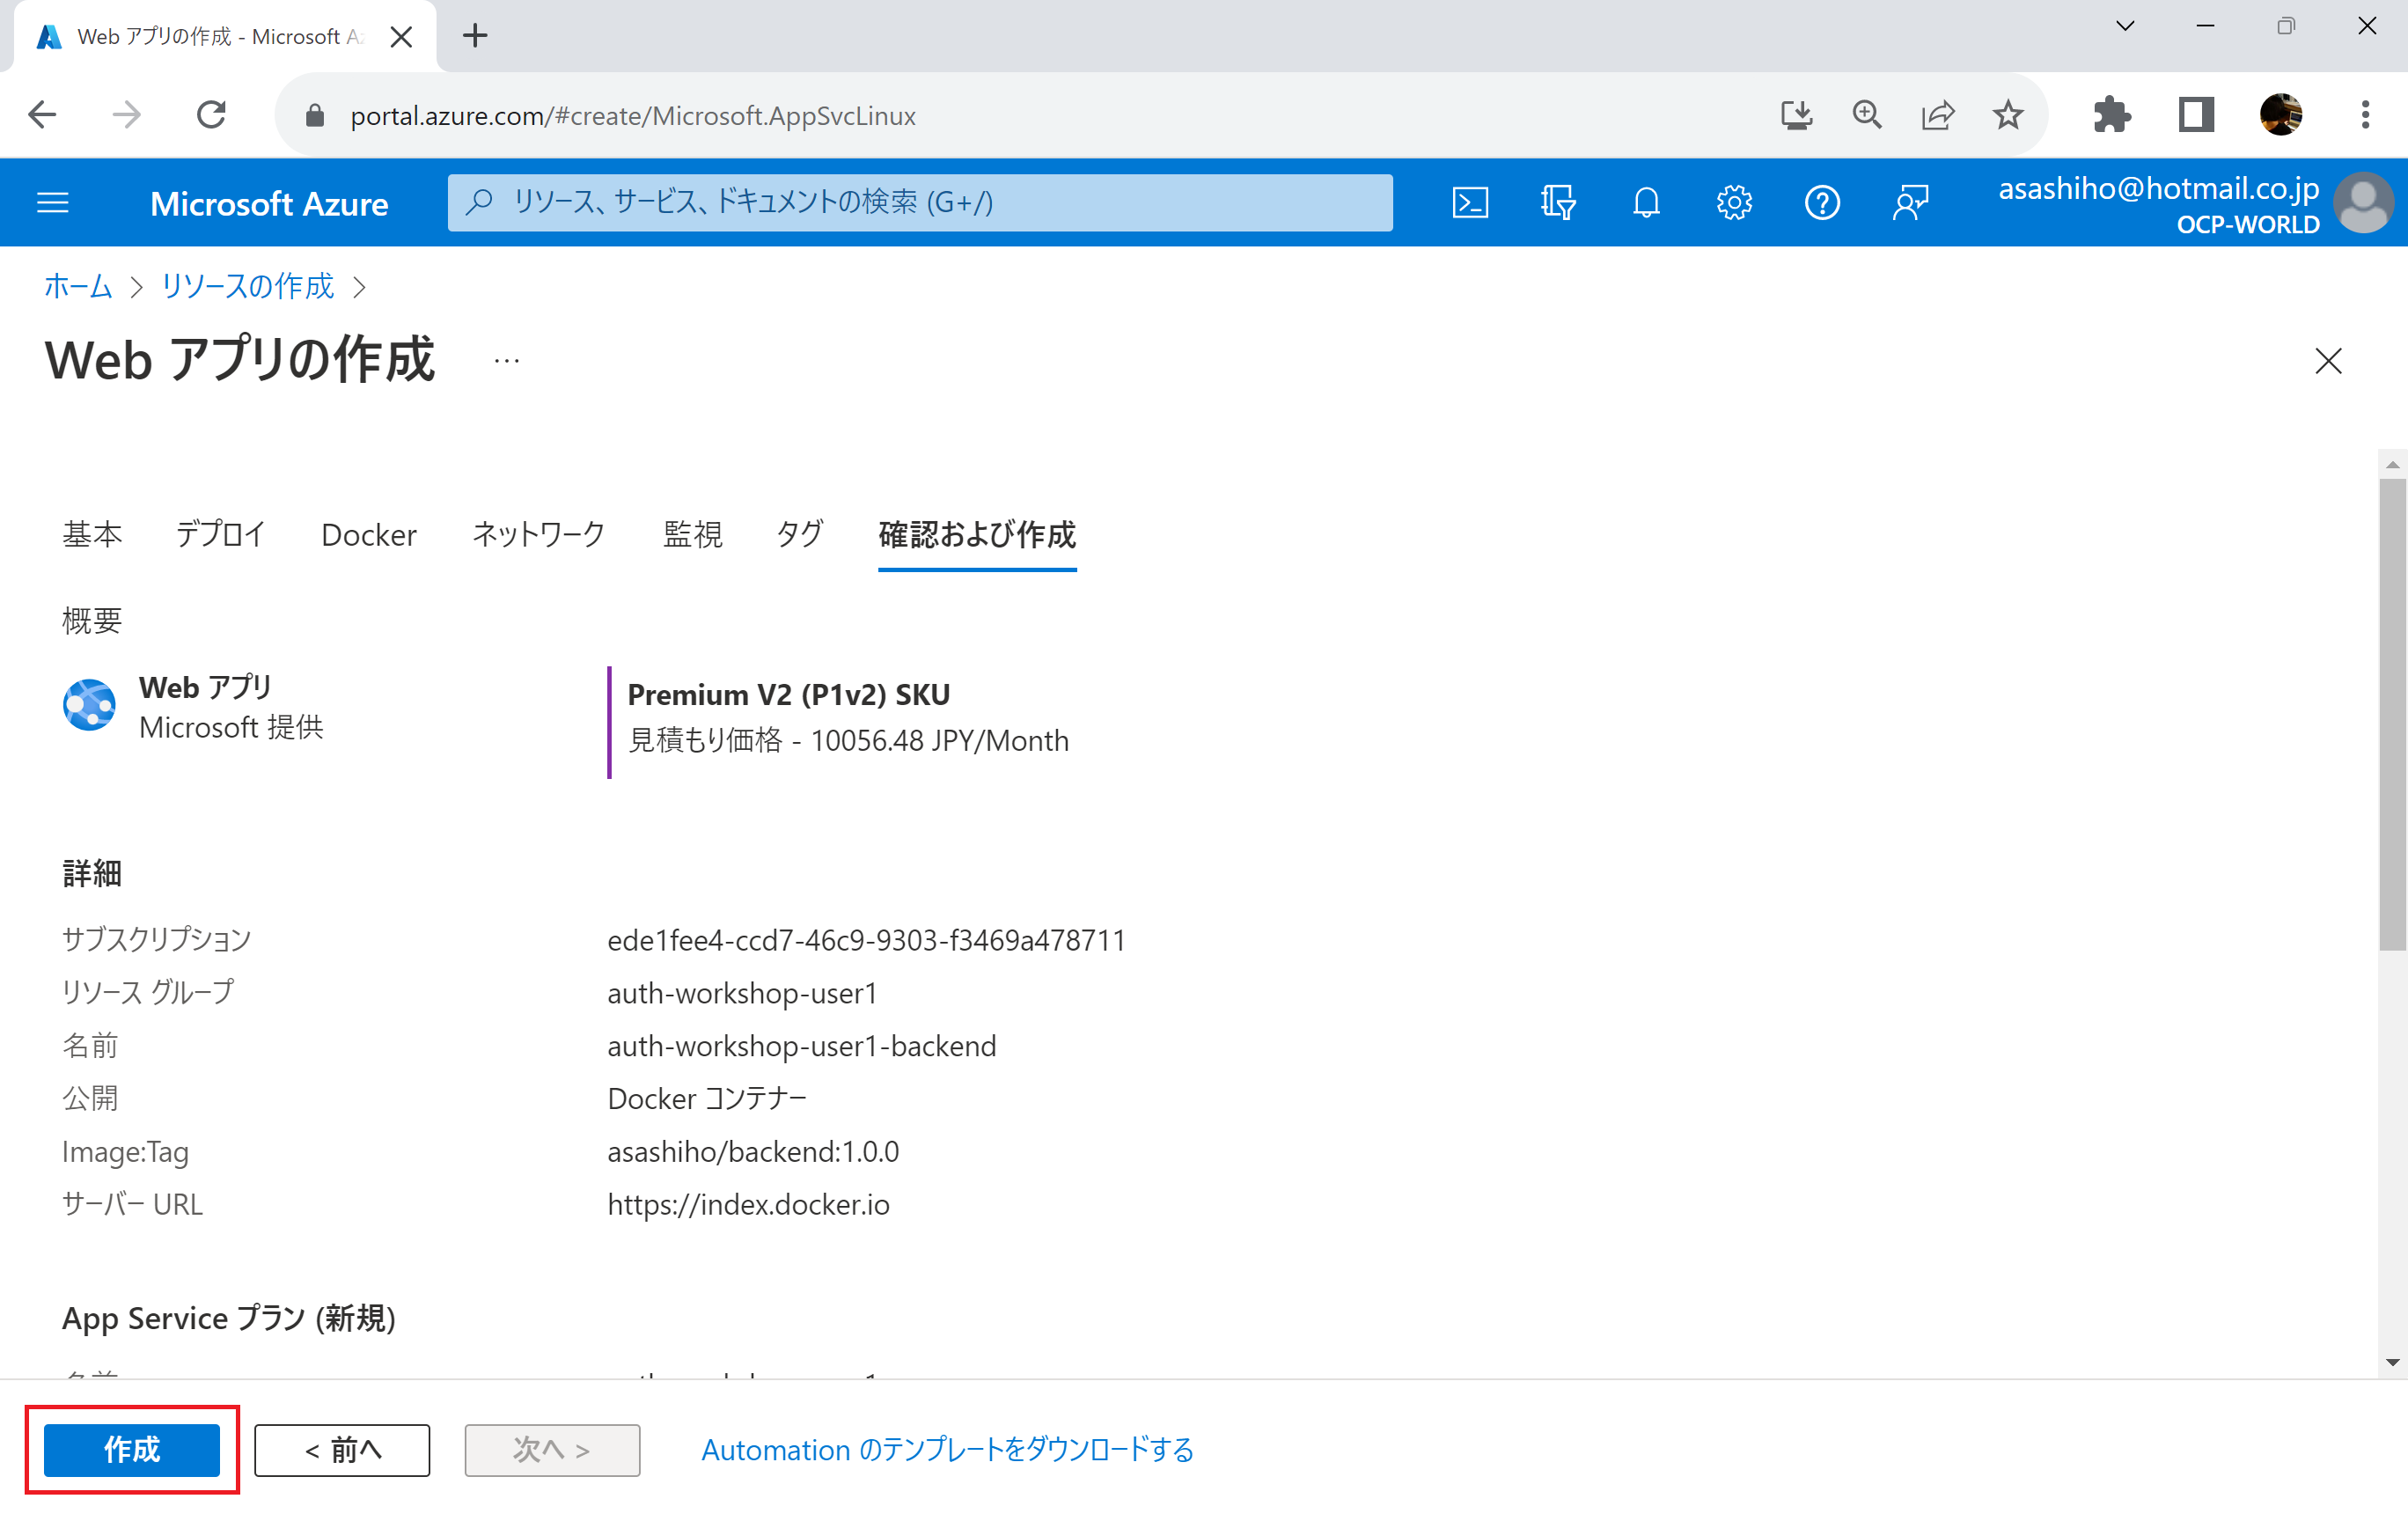 Web アプリの作成 - Microsoft Az
portal.azure.com/#create/Microsoft.AppSvcLinux
Microsoft Azure
リソース、サービス、ドキュメントの検索 (G+/)
asashiho@hotmail.co.jp
OCP-WORLD
ホーム > リソースの作成 >
Web アプリの作成 ...
基本 デプロイ Docker ネットワーク 監視 タグ 確認および作成
概要
Web アプリ
Microsoft 提供
Premium V2 (P1v2) SKU
見積もり価格 - 10056.48 JPY/Month
詳細
サブスクリプション ede1fee4-ccd7-46c9-9303-f3469a478711
リソース グループ auth-workshop-user1
名前 auth-workshop-user1-backend
公開 Docker コンテナー
Image:Tag asashiho/backend:1.0.0
サーバー URL https://index.docker.io
App Service プラン (新規)
作成 < 前へ 次へ > Automation のテンプレートをダウンロードする